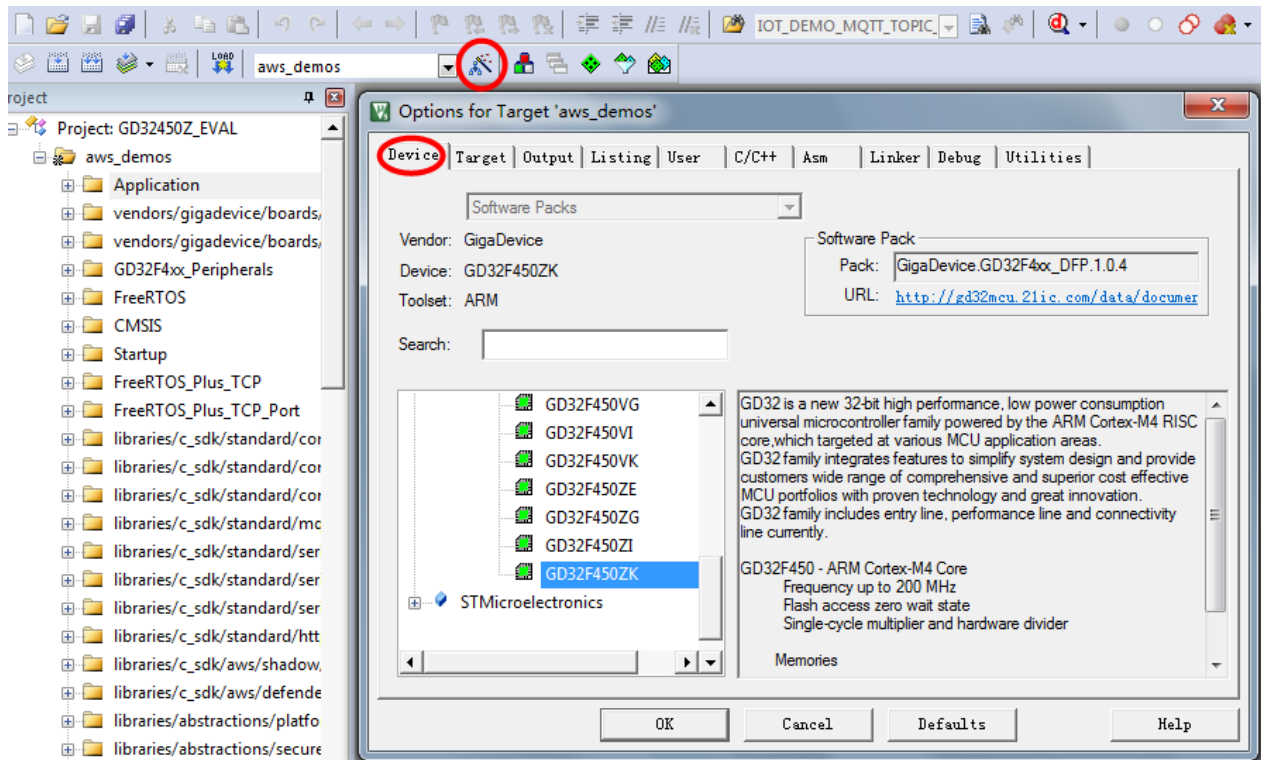 IOT_DEMO_MQTT_TOPIC_
LOAD
aws_demos
roject
Project: GD32450Z_EVAL
aws_demos
Application
vendors/gigadevice/boards/
vendors/gigadevice/boards/
GD32F4xx_Peripherals
FreeRTOS
CMSIS
Startup
FreeRTOS_Plus_TCP
FreeRTOS_Plus_TCP_Port
libraries/c_sdk/standard/cor
libraries/c_sdk/standard/cor
libraries/c_sdk/standard/cor
libraries/c_sdk/standard/mq
libraries/c_sdk/standard/ser
libraries/c_sdk/standard/ser
libraries/c_sdk/standard/ser
libraries/c_sdk/standard/htt
libraries/c_sdk/aws/shadow,
libraries/c_sdk/aws/defende
libraries/abstractions/platfo
libraries/abstractions/secure
Options for Target 'aws_demos'
Device Target Output Listing User C/C++ Asm Linker Debug Utilities
Software Packs
Vendor: GigaDevice
Device: GD32F450ZK
Toolset: ARM
Search:
Software Pack
Pack: GigaDevice.GD32F4xx_DFP.1.0.4
URL: http://gd32mcu.21ic.com/data/documer
GD32F450VG
GD32F450VI
GD32F450VK
GD32F450ZE
GD32F450ZG
GD32F450ZI
GD32F450ZK
STMicroelectronics
GD32 is a new 32-bit high performance, low power consumption
universal microcontroller family powered by the ARM Cortex-M4 RISC
core,which targeted at various MCU application areas.
GD32 family integrates features to simplify system design and provide
customers wide range of comprehensive and superior cost effective
MCU portfolios with proven technology and great innovation.
GD32 family includes entry line, performance line and connectivity
line currently.
GD32F450 - ARM Cortex-M4 Core
Frequency up to 200 MHz
Flash access zero wait state
Single-cycle multiplier and hardware divider
Memories
OK Cancel Defaults Help